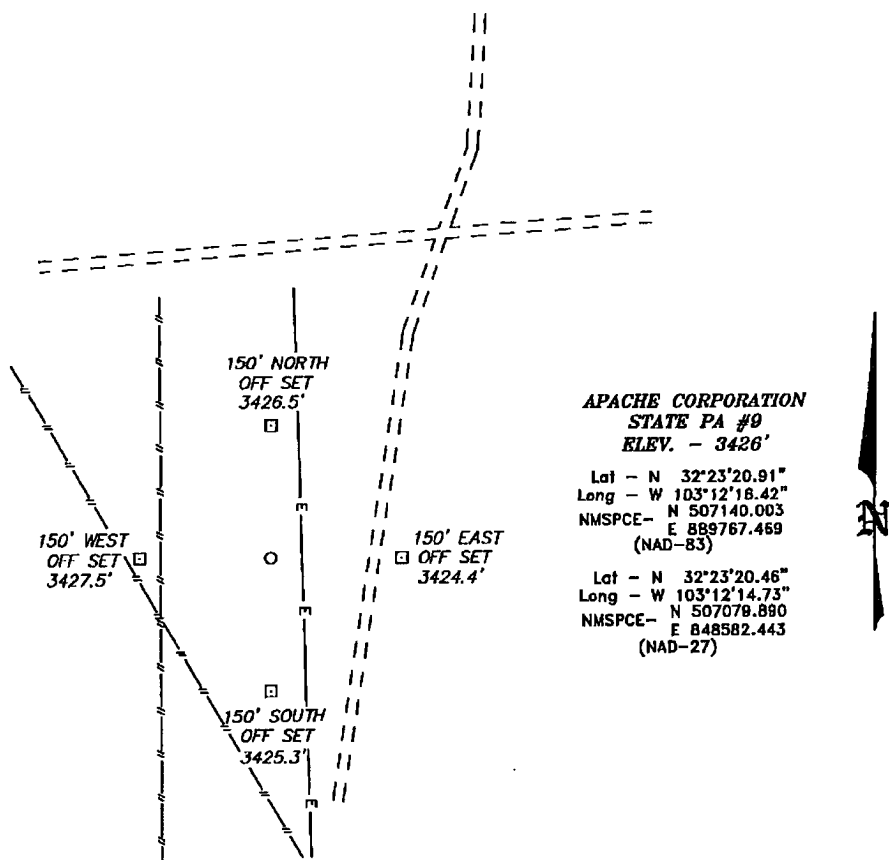 150' NORTH
OFF SET
3426.5'
150' WEST
OFF SET
3427.5'
150' EAST
OFF SET
3424.4'
150' SOUTH
OFF SET
3425.3'
E
E
E
APACHE CORPORATION
STATE PA #9
ELEV. - 3426'
Lat - N 32°23'20.91"
Long - W 103°12'16.42"
NMSPCE- N 507140.003
E 889767.469
(NAD-83)
Lat - N 32°23'20.46"
Long - W 103°12'14.73"
NMSPCE- N 507079.890
E 848582.443
(NAD-27)
N